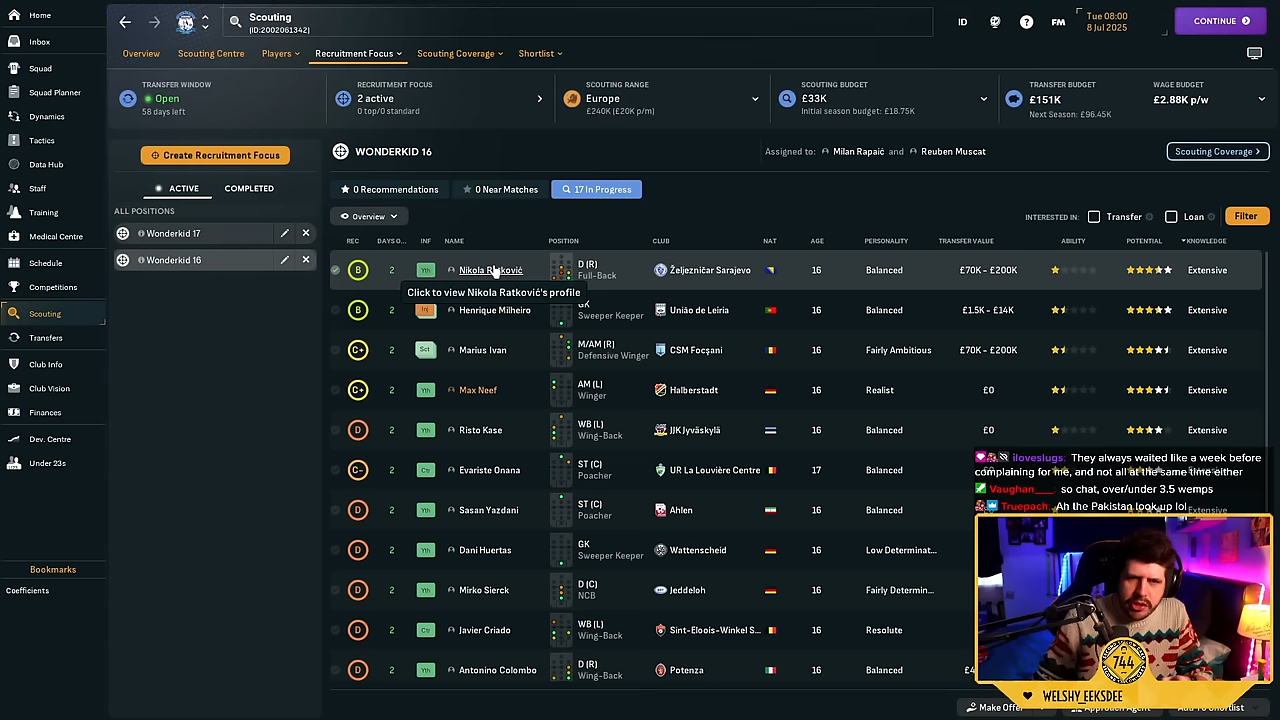 Home
Scouting
(ID:2002061342)
ID
FM
Tue 08:00
8 Jul 2025
CONTINUE
Inbox
Squad
Squad Planner
Dynamics
Tactics
Data Hub
Staff
Training
Medical Centre
Schedule
Competitions
Scouting
Transfers
Club Info
Club Vision
Finances
Dev. Centre
Under 23s
Bookmarks
Coefficients
Overview
Scouting Centre
Players
Recruitment Focus
Scouting Coverage
Shortlist
TRANSFER WINDOW
Open
58 days left
RECRUITMENT FOCUS
2 active
0 top/0 standard
SCOUTING RANGE
Europe
£240K (£20K p/m)
SCOUTING BUDGET
£33K
Initial season budget: £18.75K
TRANSFER BUDGET
£151K
Next Season: £96.45K
WAGE BUDGET
£2.88K p/w
Create Recruitment Focus
ACTIVE
COMPLETED
ALL POSITIONS
Wonderkid 17
Wonderkid 16
WONDERKID 16
Assigned to: Milan Rapaić and Reuben Muscat
Scouting Coverage >
0 Recommendations
0 Near Matches
17 In Progress
Overview
INTERESTED IN: Transfer Loan
Filter
REC DAYS O... INF NAME POSITION CLUB NAT AGE PERSONALITY TRANSFER VALUE ABILITY POTENTIAL KNOWLEDGE
B 2 Yth Nikola Ratković D (R) Full-Back Željezničar Sarajevo 16 Balanced £70K - £200K Extensive
Click to view Nikola Ratković's profile
B 2 Inj Henrique Milheiro GK Sweeper Keeper União de Leiria 16 Balanced £1.5K - £14K Extensive
C+ 2 Sct Marius Ivan M/AM (R) Defensive Winger CSM Focşani 16 Fairly Ambitious £70K - £200K Extensive
C+ 2 Yth Max Neef AM (L) Winger Halberstadt 16 Realist £0 Extensive
D 2 Yth Risto Kase WB (L) Wing-Back JJK Jyväskylä 16 Balanced £0 Extensive
C- 2 Ctr Evariste Onana ST (C) Poacher UR La Louvière Centre 17 Balanced
D 2 Yth Sasan Yazdani ST (C) Poacher Ahlen 16 Balanced Extensive
D 2 Yth Dani Huertas GK Sweeper Keeper Wattenscheid 16 Low Determinat...
D 2 Yth Mirko Sierck D (C) NCB Jeddeloh 16 Fairly Determin...
D 2 Ctr Javier Criado WB (L) Wing-Back Sint-Eloois-Winkel S... 16 Resolute
D 2 Yth Antonino Colombo D (R) Wing-Back Potenza 16 Balanced £4
iloveslugs: They always waited like a week before
complaining for me, and not all at the same time either
Vaughan___: so chat, over/under 3.5 wemps
Truepach: Ah the Pakistan look up lol
744
WELSHY_EEKSDEE
Make Offer
Approach Agent
Add To Shortlist